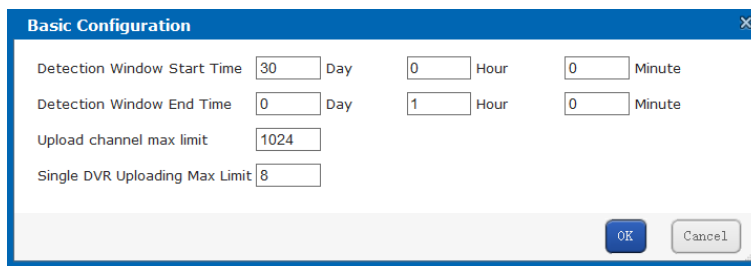 Basic Configuration
Detection Window Start Time 30 Day 0 Hour 0 Minute
Detection Window End Time 0 Day 1 Hour 0 Minute
Upload channel max limit 1024
Single DVR Uploading Max Limit 8
OK Cancel